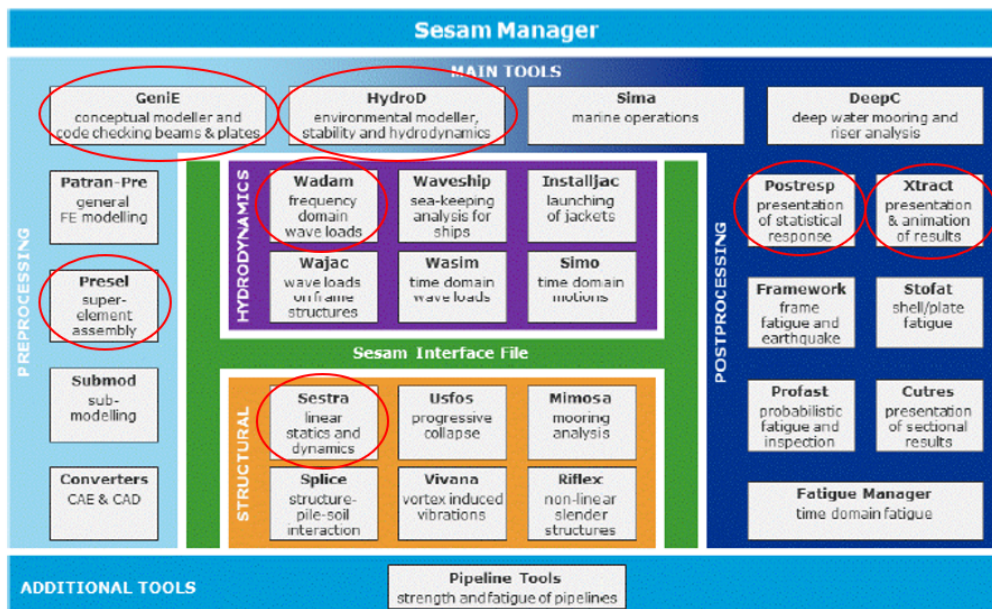 Sesam Manager
MAIN TOOLS
GeniE
conceptual modeller and
code checking beams & plates
HydroD
environmental modeller,
stability and hydrodynamics
Sima
marine operations
DeepC
deep water mooring and
riser analysis
PREPROCESSING
Patran-Pre
general
FE modelling
Presel
super-
element
assembly
Submod
sub-
modelling
Converters
CAE & CAD
HYDRODYNAMICS
Wadam
frequency
domain
wave loads
Waveship
sea-keeping
analysis for
ships
Installjac
launching
of jackets
Wajac
wave loads
on frame
structures
Wasim
time domain
wave loads
Simo
time domain
motions
Sesam Interface File
STRUCTURAL
Sestra
linear
statics and
dynamics
Usfos
progressive
collapse
Mimosa
mooring
analysis
Splice
structure-
pile-soil
interaction
Vivana
vortex induced
vibrations
Riflex
non-linear
slender
structures
POSTPROCESSING
Postresp
presentation
of statistical
response
Xtract
presentation
& animation
of results
Framework
frame
fatigue and
earthquake
Stofat
shell/plate
fatigue
Profast
probabilistic
fatigue and
inspection
Cutres
presentation
of sectional
results
Fatigue Manager
time domain fatigue
ADDITIONAL TOOLS
Pipeline Tools
strength and fatigue of pipelines